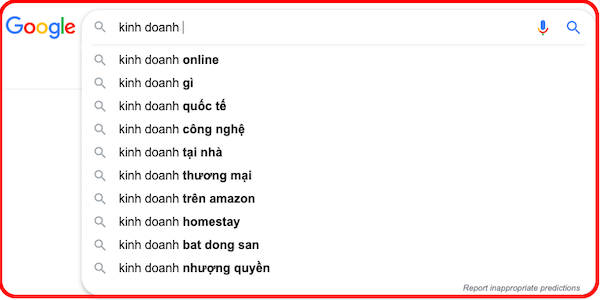 Google
kinh doanh
kinh doanh online
kinh doanh gì
kinh doanh quốc tế
kinh doanh công nghệ
kinh doanh tại nhà
kinh doanh thương mại
kinh doanh trên amazon
kinh doanh homestay
kinh doanh bat dong san
kinh doanh nhượng quyền
Report inappropriate predictions